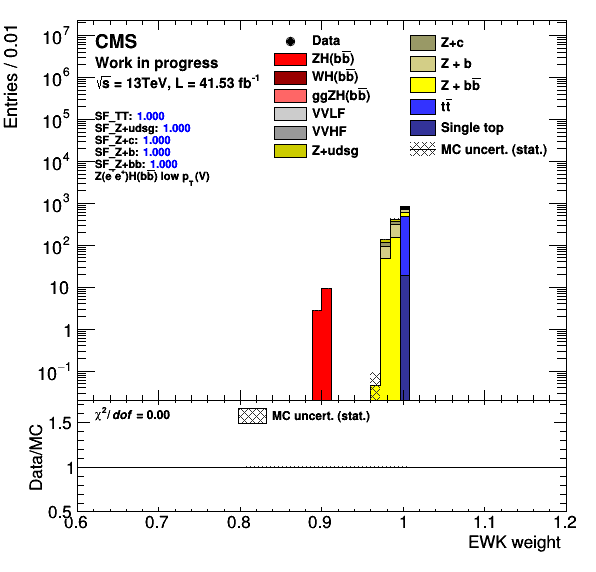 CMS
Work in progress
√s = 13TeV, L = 41.53 fb⁻¹
SF_TT: 1.000
SF_Z+udsg: 1.000
SF_Z+c: 1.000
SF_Z+b: 1.000
SF_Z+bb: 1.000
Z(e⁻e⁺)H(bb̅) low p_T(V)
Data
ZH(bb̅)
WH(bb̅)
ggZH(bb̅)
VVLF
VVHF
Z+udsg
Z+c
Z + b
Z + bb̅
tt̅
Single top
MC uncert. (stat.)
Entries / 0.01
10⁷
10⁶
10⁵
10⁴
10³
10²
10
1
10⁻¹
χ²/dof = 0.00
MC uncert. (stat.)
Data/MC
1.5
1
0.5
0.6 0.7 0.8 0.9 1 1.1 1.2
EWK weight